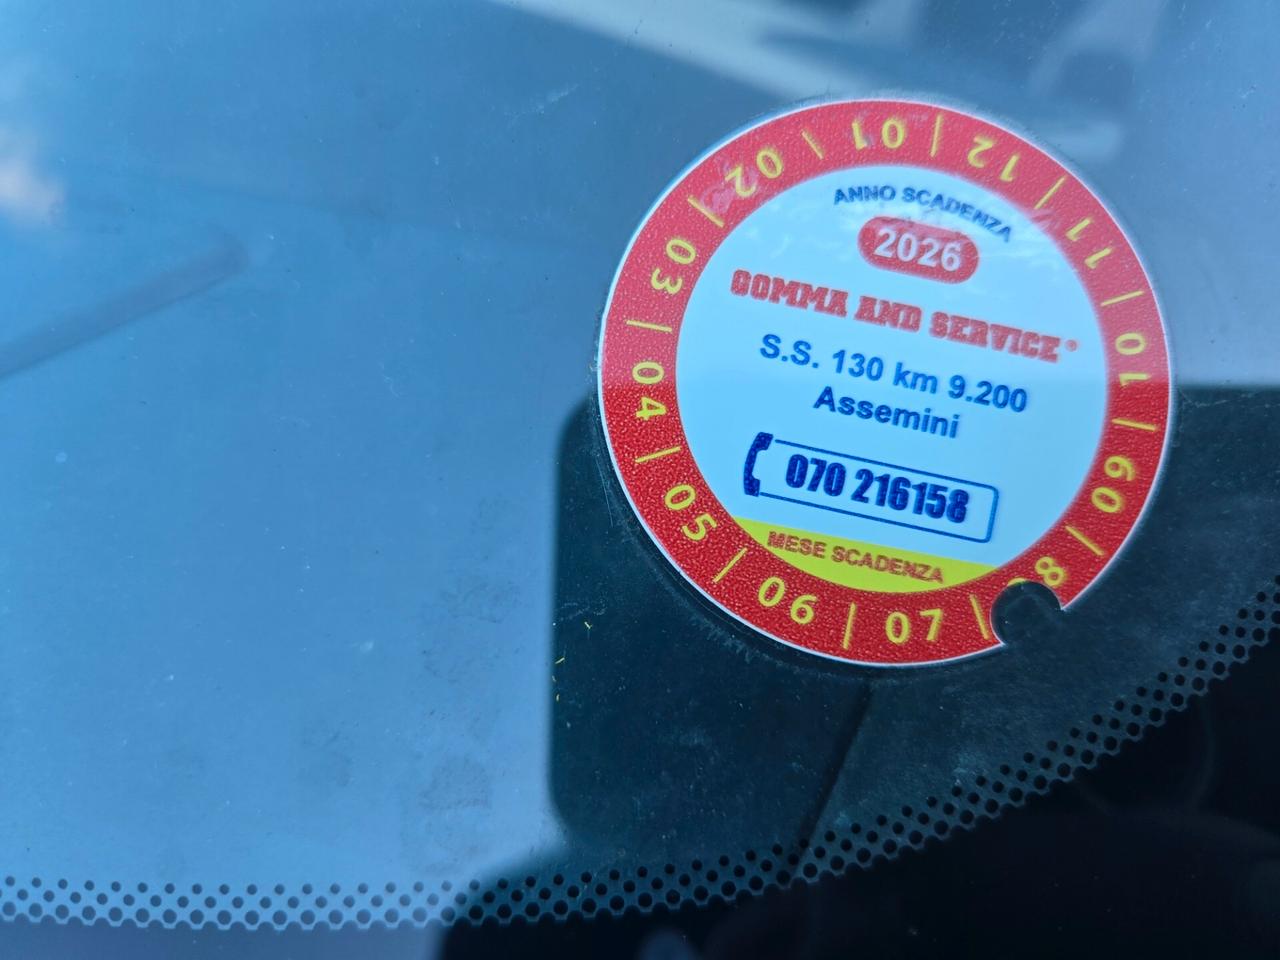 ANNO SCADENZA
2026
GOMMA AND SERVICE®
S.S. 130 km 9.200
Assemini
070 216158
MESE SCADENZA
01 | 02 | 03 | 04 | 05 | 06 | 07 | 08 | 09 | 10 | 11 | 12 |